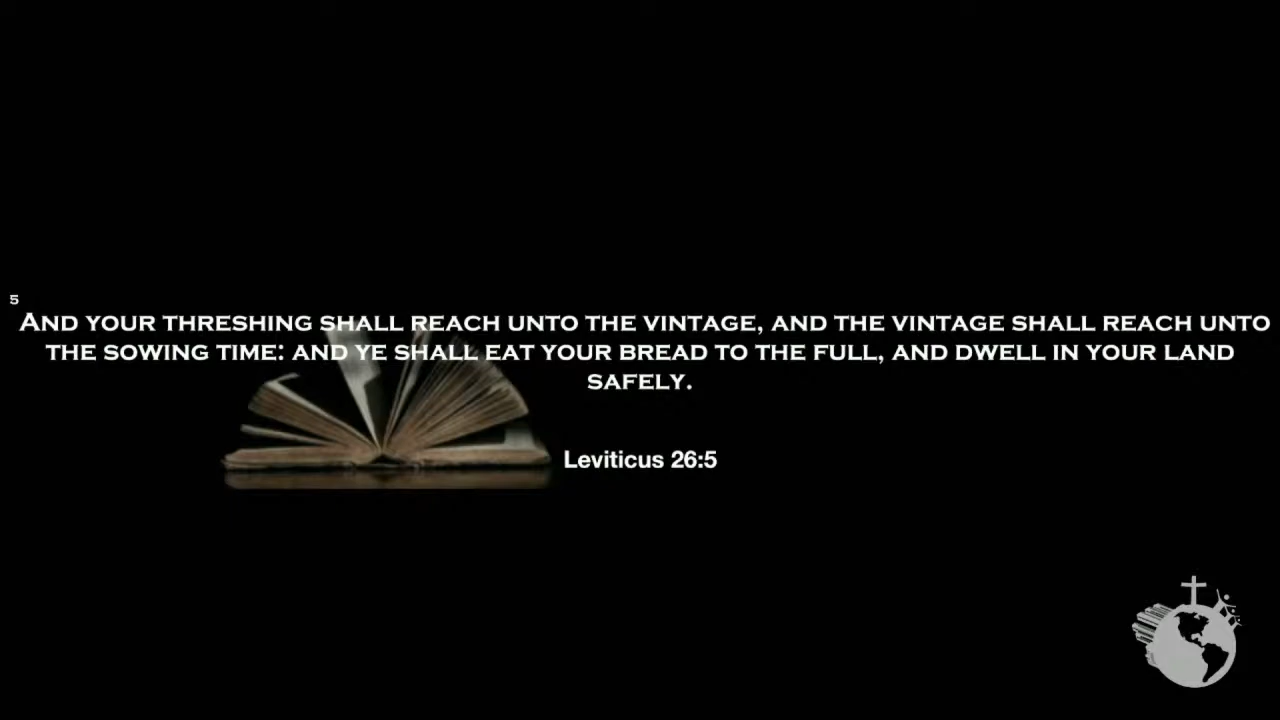 5
And your threshing shall reach unto the vintage, and the vintage shall reach unto
the sowing time: and ye shall eat your bread to the full, and dwell in your land
safely.
Leviticus 26:5